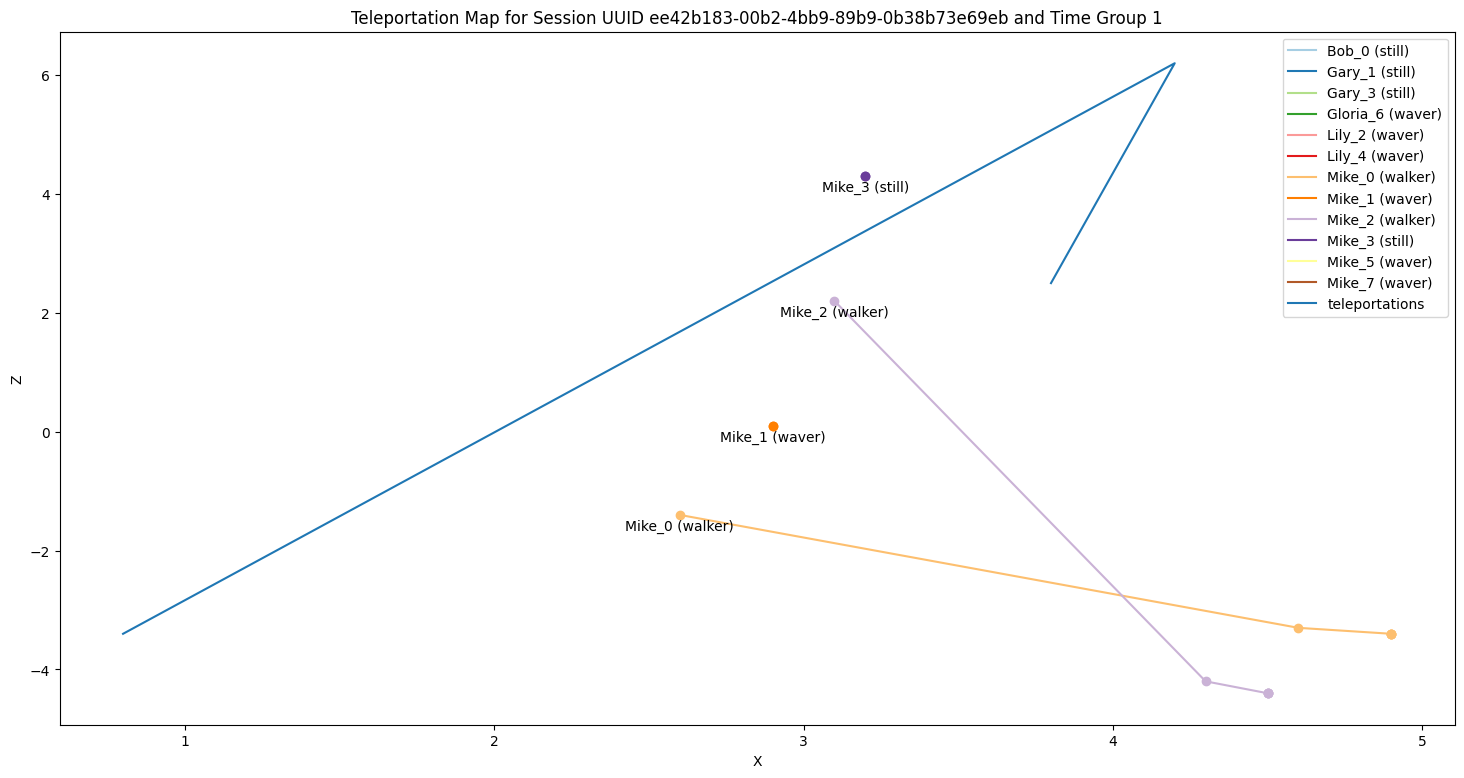 Teleportation Map for Session UUID ee42b183-00b2-4bb9-89b9-0b38b73e69eb and Time Group 1
Bob_0 (still)
Gary_1 (still)
Gary_3 (still)
Gloria_6 (waver)
Lily_2 (waver)
Lily_4 (waver)
Mike_0 (walker)
Mike_1 (waver)
Mike_2 (walker)
Mike_3 (still)
Mike_5 (waver)
Mike_7 (waver)
teleportations
6
4
2
0
−2
−4
Z
Mike_3 (still)
Mike_2 (walker)
Mike_1 (waver)
Mike_0 (walker)
1
2
3
4
5
X